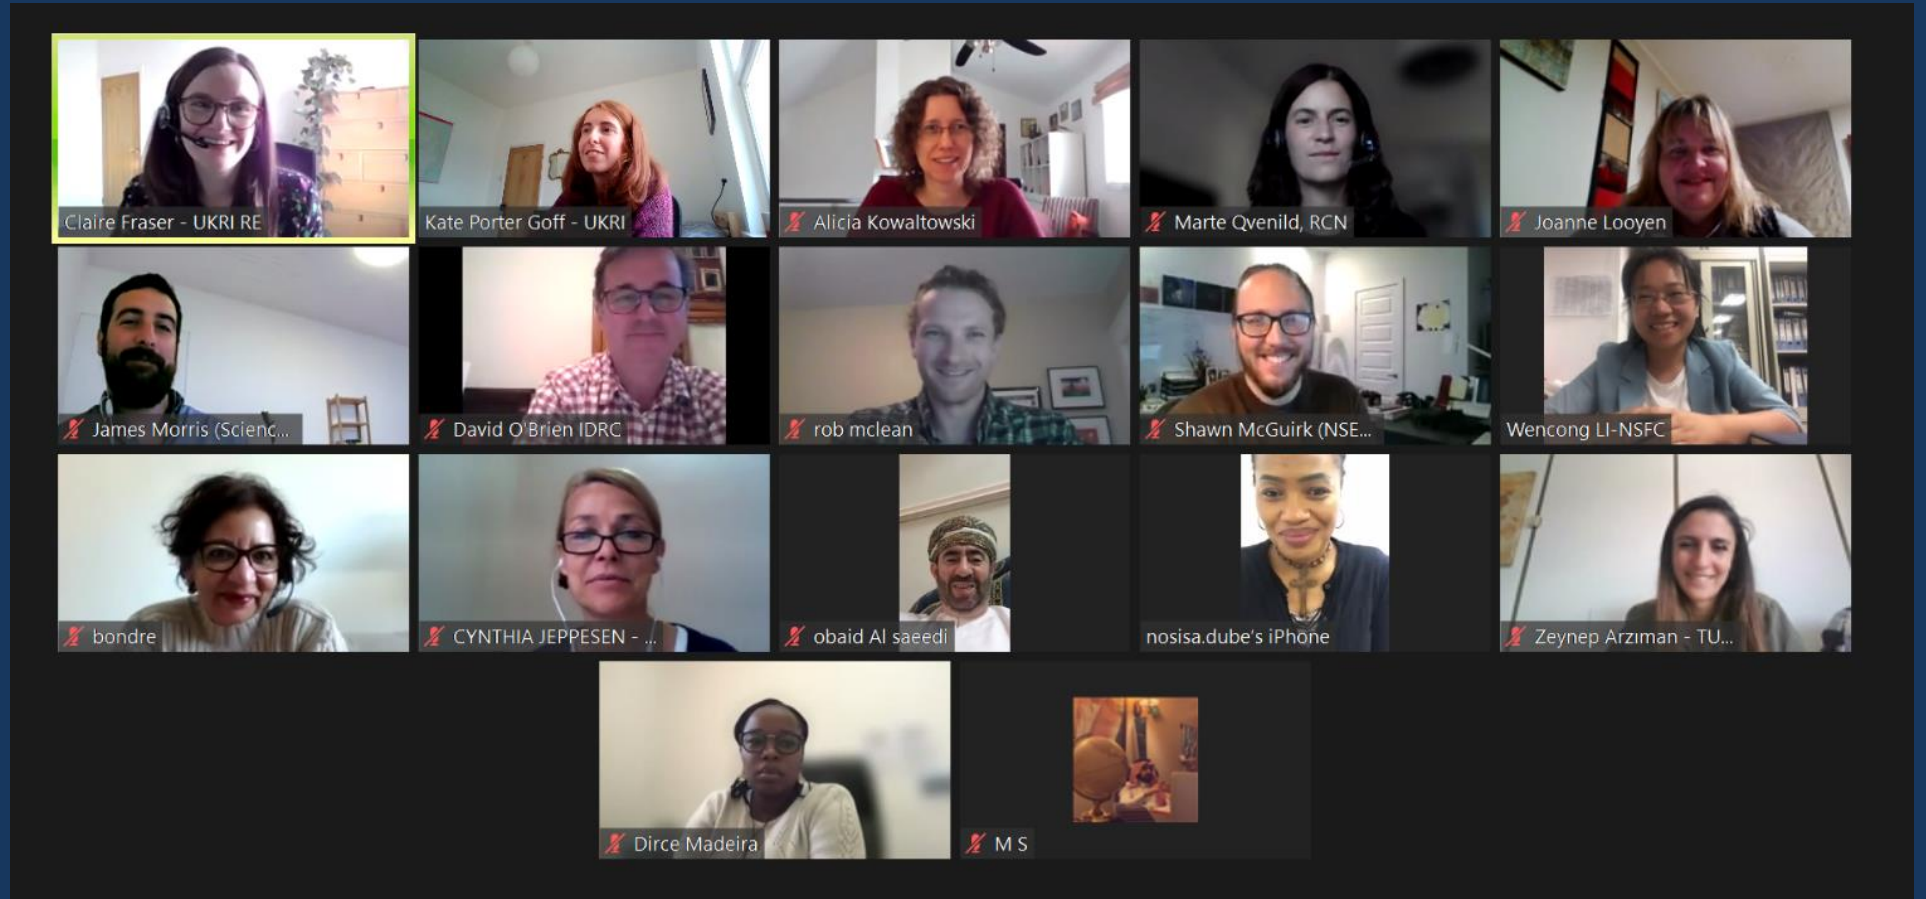 Claire Fraser - UKRI RE
Kate Porter Goff - UKRI
Alicia Kowaltowski
Marte Qvenild, RCN
Joanne Looyen
James Morris (Scienc...
David O'Brien IDRC
rob mclean
Shawn McGuirk (NSE...
Wencong LI-NSFC
bondre
CYNTHIA JEPPESEN - ...
obaid Al saeedi
nosisa.dube's iPhone
Zeynep Arzıman - TU...
Dirce Madeira
M S